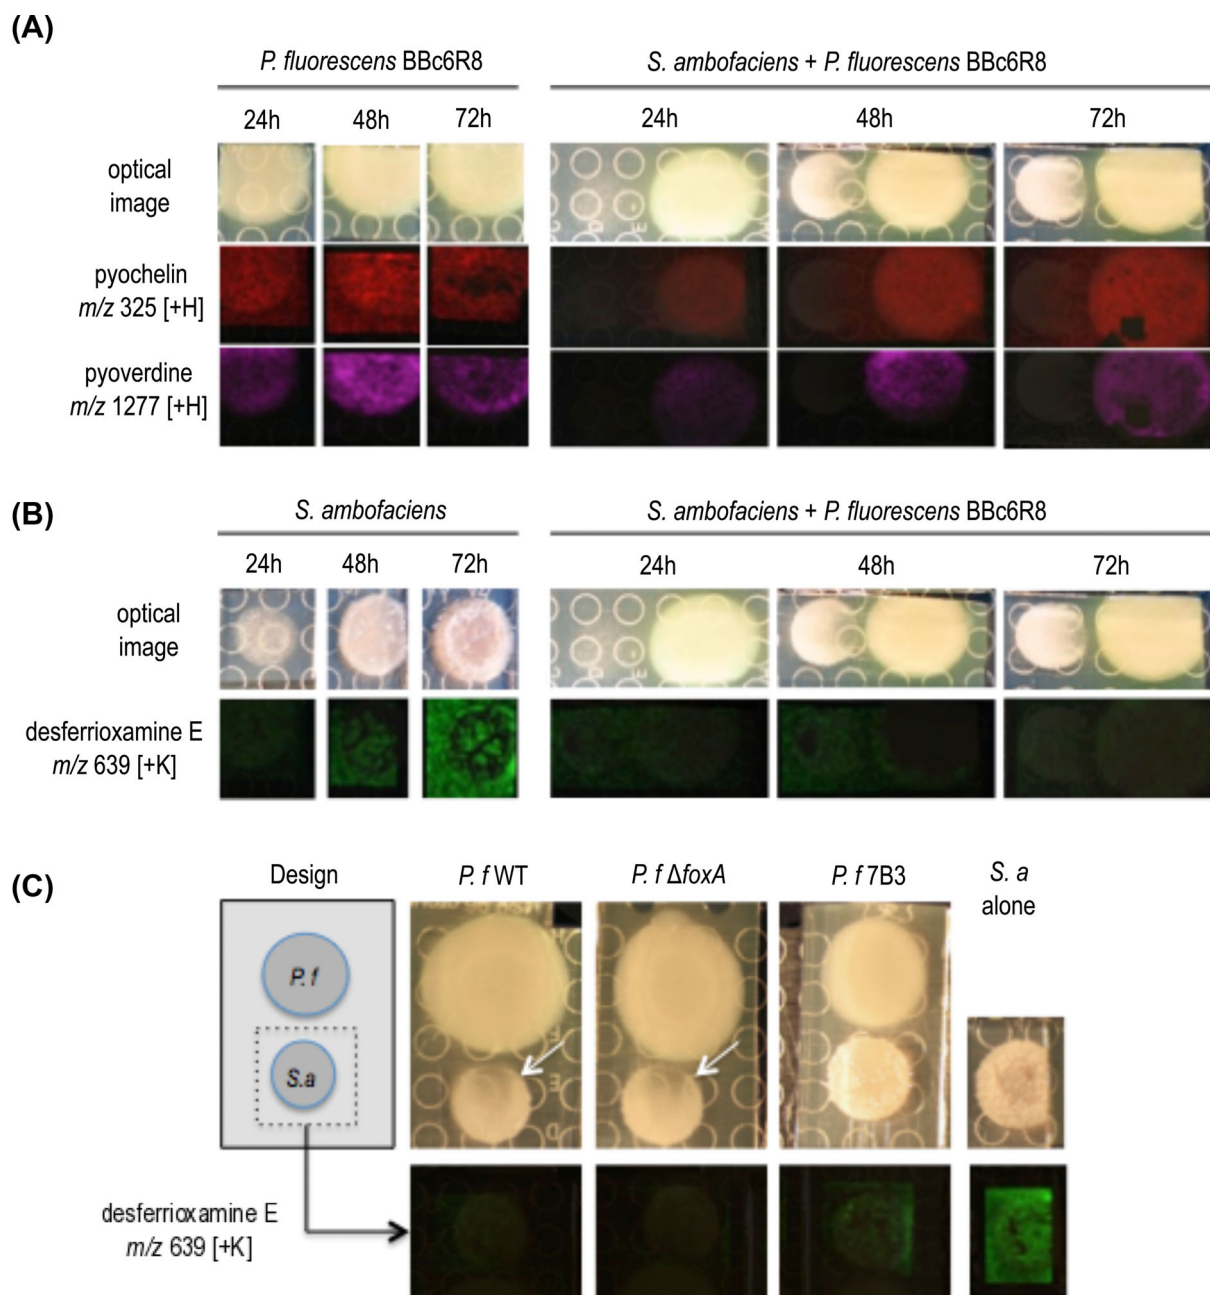 (A)
P. fluorescens BBc6R8
S. ambofaciens + P. fluorescens BBc6R8
24h 48h 72h 24h 48h 72h
optical
image
pyochelin
m/z 325 [+H]
pyoverdine
m/z 1277 [+H]
(B)
S. ambofaciens
S. ambofaciens + P. fluorescens BBc6R8
24h 48h 72h 24h 48h 72h
optical
image
desferrioxamine E
m/z 639 [+K]
(C)
Design
P. f WT
P. f ΔfoxA
P. f 7B3
S. a
alone
P. f
S.a
desferrioxamine E
m/z 639 [+K]